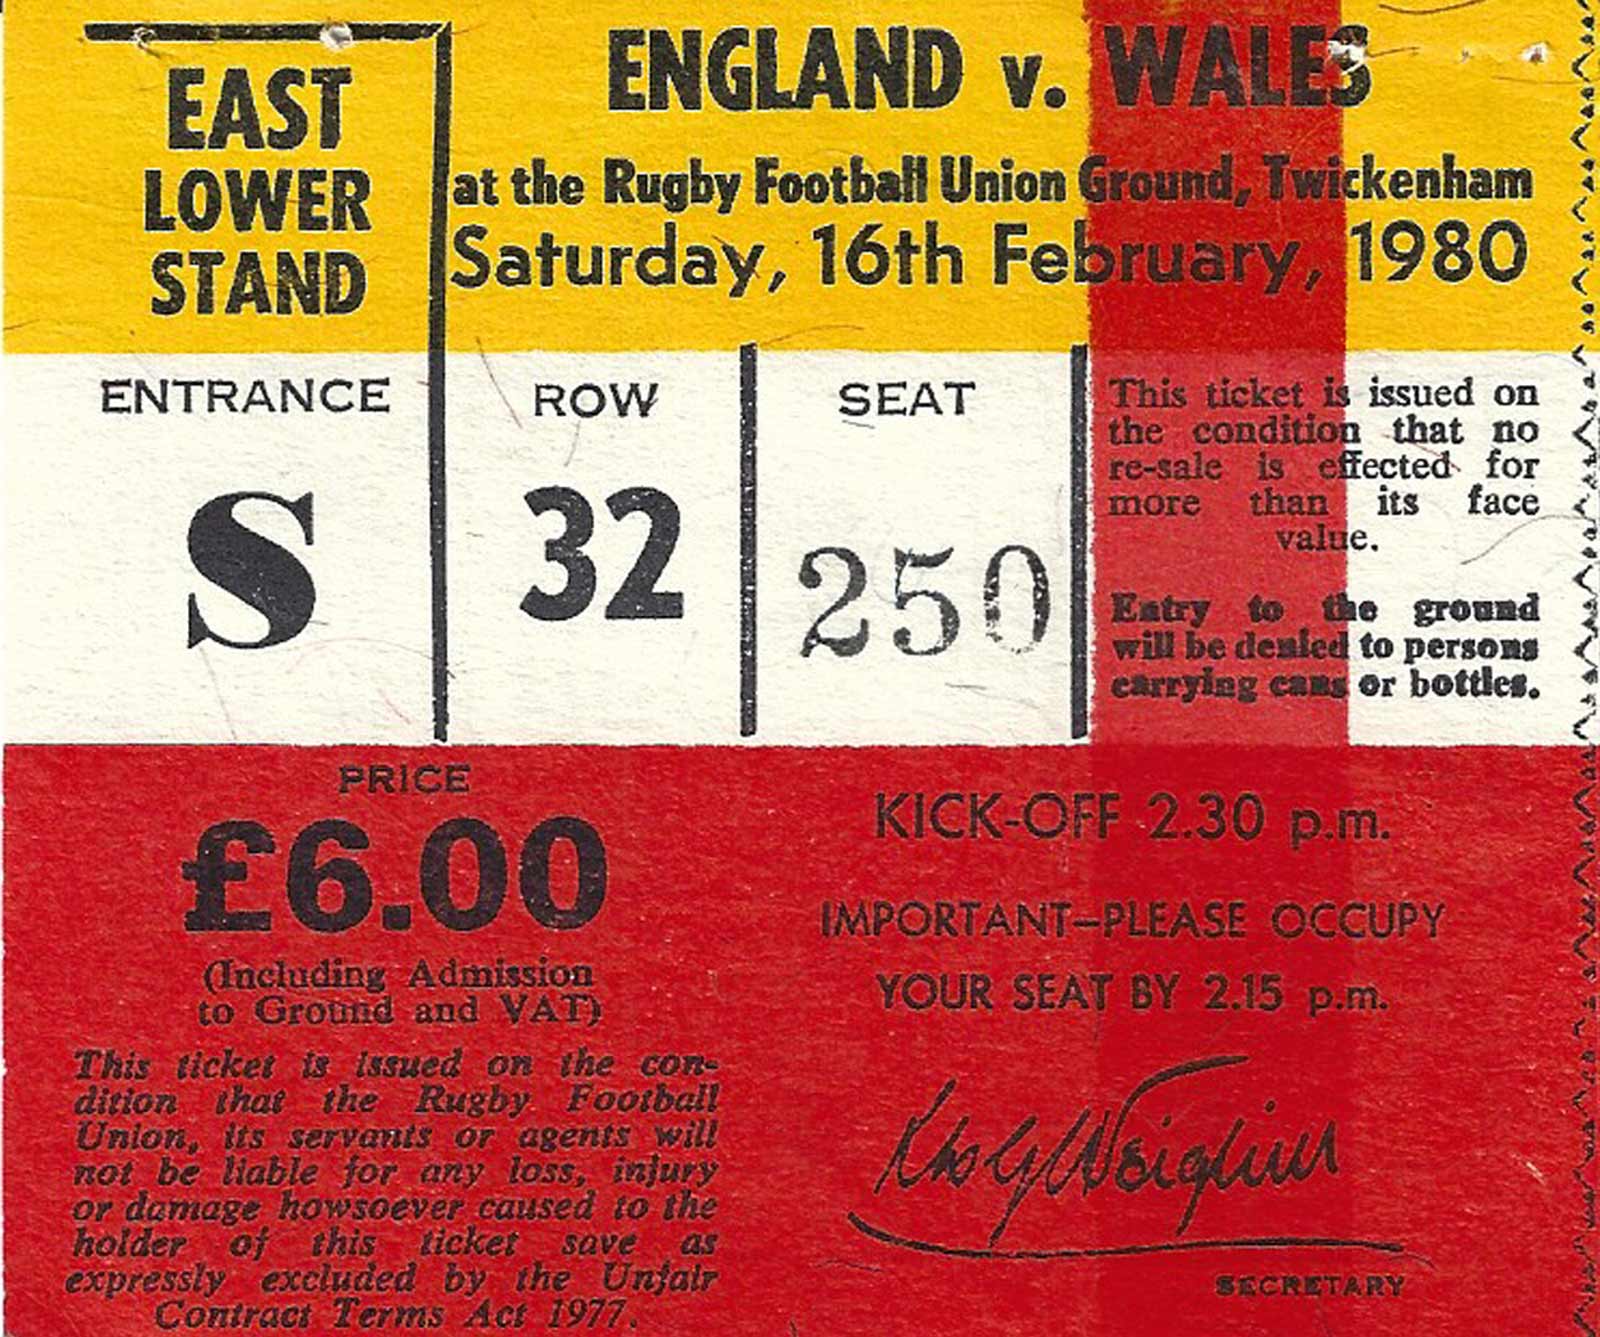 EAST
LOWER
STAND
ENGLAND v. WALES
at the Rugby Football Union Ground, Twickenham
Saturday, 16th February, 1980
ENTRANCE
S
ROW
32
SEAT
250
This ticket is issued on
the condition that no
re-sale is effected for
more than its face
value.
Entry to the ground
will be denied to persons
carrying cans or bottles.
PRICE
£6.00
(Including Admission
to Ground and VAT)
This ticket is issued on the con-
dition that the Rugby Football
Union, its servants or agents will
not be liable for any loss, injury
or damage howsoever caused to the
holder of this ticket save as
expressly excluded by the Unfair
Contract Terms Act 1977.
KICK-OFF 2.30 p.m.
IMPORTANT–PLEASE OCCUPY
YOUR SEAT BY 2.15 p.m.
SECRETARY